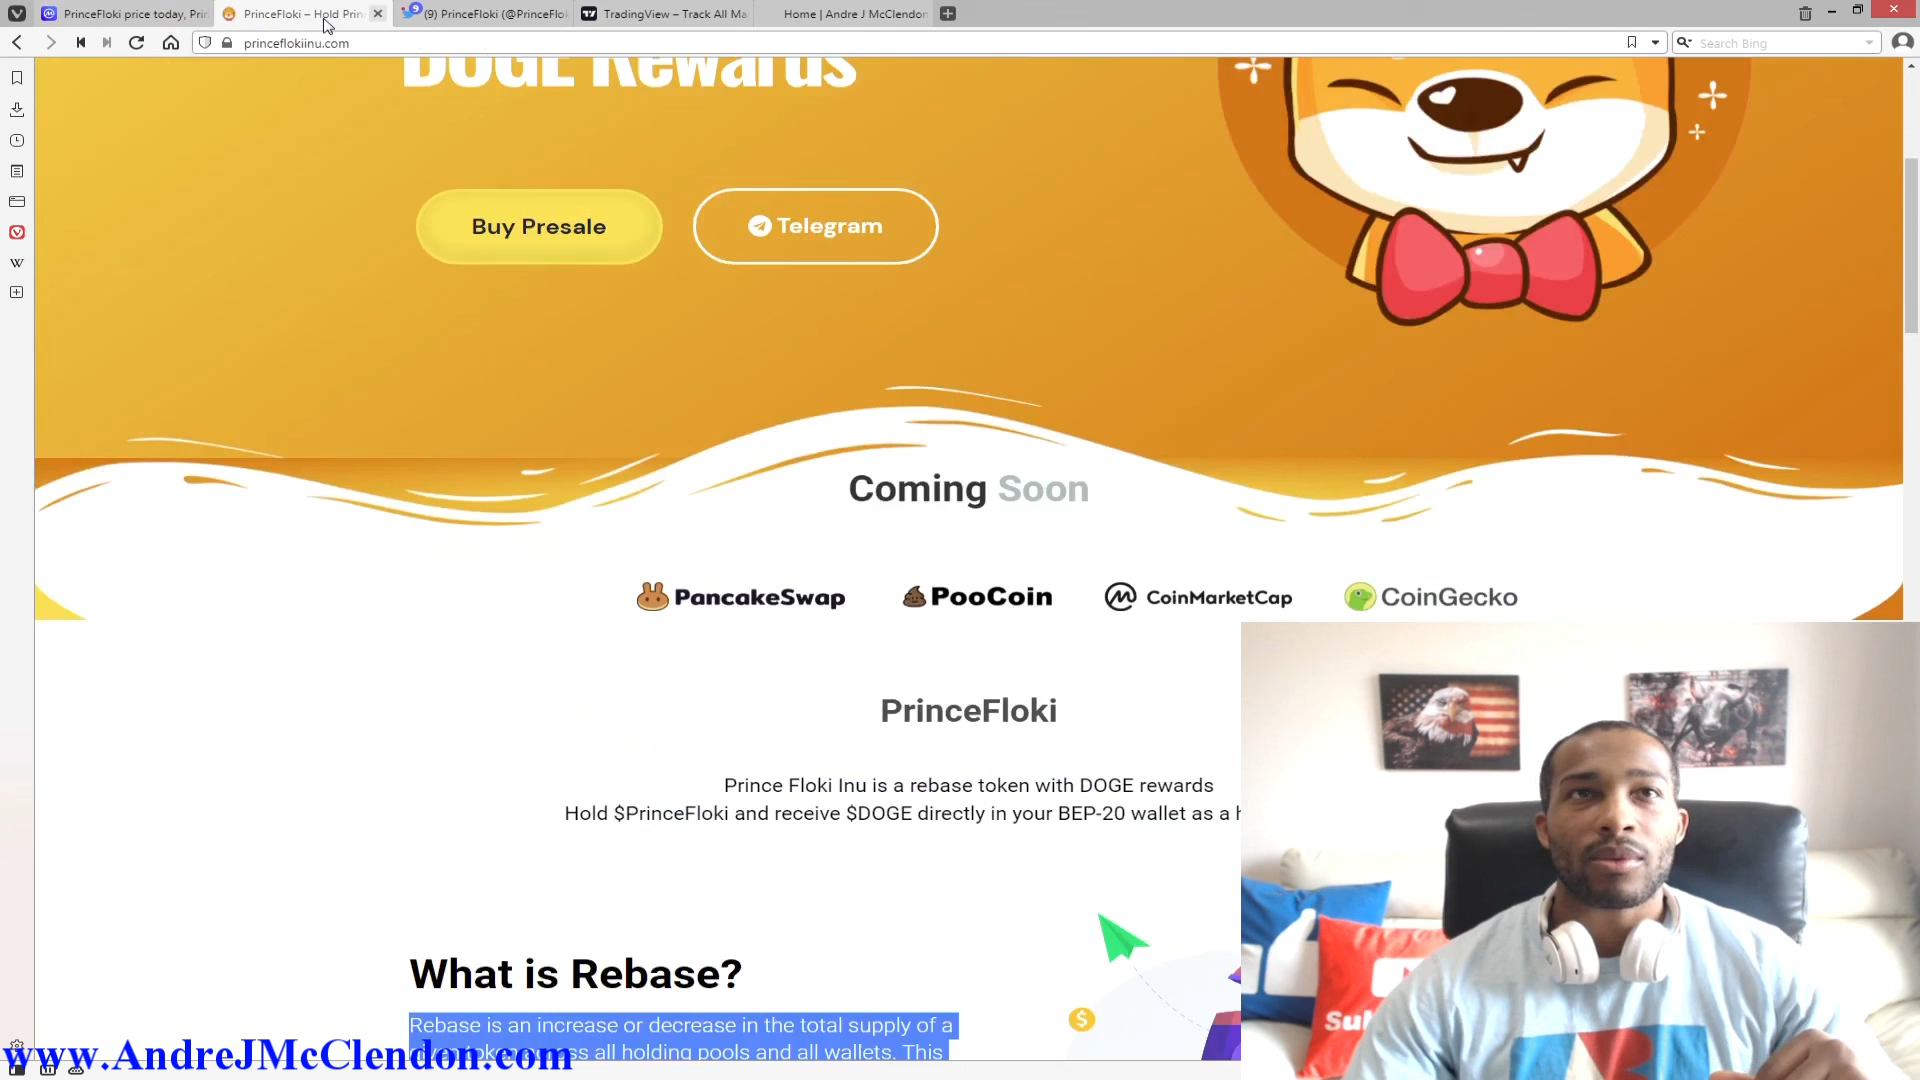 PrinceFloki price today, Prin
PrinceFloki – Hold Prin
9
(9) PrinceFloki (@PrinceFlok
TradingView – Track All Ma
Home | Andre J McClendon
princeflokiinu.com
Search Bing
DOGE Rewards
Buy Presale
Telegram
Coming Soon
PancakeSwap
PooCoin
CoinMarketCap
CoinGecko
PrinceFloki
Prince Floki Inu is a rebase token with DOGE rewards
Hold $PrinceFloki and receive $DOGE directly in your BEP-20 wallet as a h
What is Rebase?
Rebase is an increase or decrease in the total supply of a
across all holding pools and all wallets. This
www.AndreJMcClendon.com